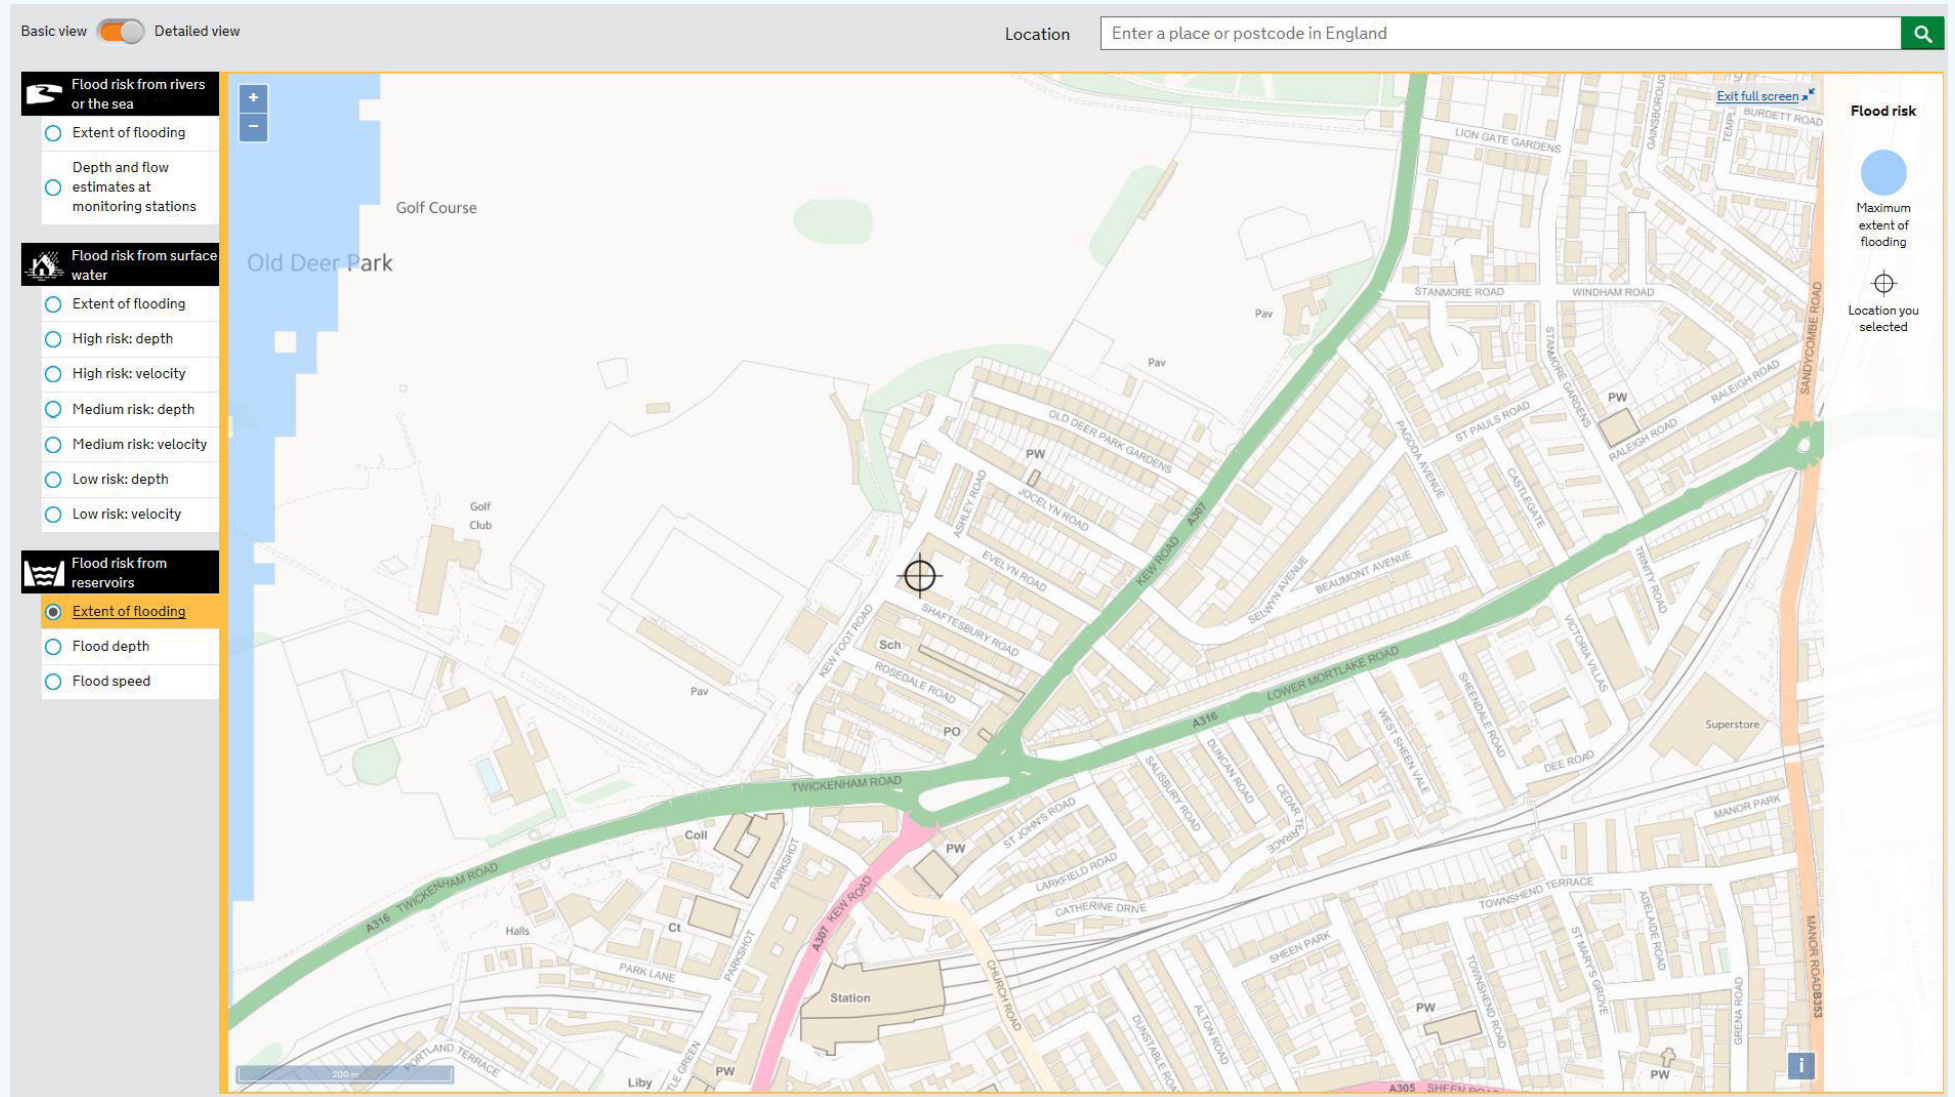 Basic view
Detailed view
Location
Enter a place or postcode in England
Flood risk from rivers
or the sea
Extent of flooding
Depth and flow
estimates at
monitoring stations
Flood risk from surface
water
Extent of flooding
High risk: depth
High risk: velocity
Medium risk: depth
Medium risk: velocity
Low risk: depth
Low risk: velocity
Flood risk from
reservoirs
Extent of flooding
Flood depth
Flood speed
+
−
Exit full screen
Flood risk
Maximum
extent of
flooding
Location you
selected
Golf Course
Old Deer Park
LION GATE GARDENS
BURDETT ROAD
STANMORE ROAD
WINDHAM ROAD
SANDYCOMBE ROAD
Pav
Pav
STANMORE GARDENS
PW
RALEIGH ROAD
RALEIGH ROAD
ST PAULS ROAD
PAGODA AVENUE
OLD DEER PARK GARDENS
PW
JOCELYN ROAD
ASHLEY ROAD
CASTLEGATE
A307
KEW ROAD
Golf
Club
EVELYN ROAD
SELWYN AVENUE
BEAUMONT AVENUE
TRINITY ROAD
SHAFTESBURY ROAD
KEW FOOT ROAD
Sch
ROSEDALE ROAD
VICTORIA VILLAS
LOWER MORTLAKE ROAD
A316
Pav
PO
SHEENDALE ROAD
WEST SHEEN VALE
Superstore
DEE ROAD
DUNCAN ROAD
SALISBURY ROAD
CEDAR TERRACE
TWICKENHAM ROAD
MANOR PARK
Coll
PARKSHOT
ST JOHN'S ROAD
PW
LARKFIELD ROAD
CATHERINE DRIVE
A316 TWICKENHAM ROAD
TOWNSHEND TERRACE
ADELAIDE ROAD
Halls
Ct
PARKSHOT
A307 KEW ROAD
SHEEN PARK
ST MARY'S GROVE
MANOR ROAD
B353
PARK LANE
CHURCH ROAD
TOWNSHEND ROAD
Station
ALTON ROAD
PW
GRENA ROAD
PORTLAND TERRACE
PW
Liby
PW
200 m
A305
i